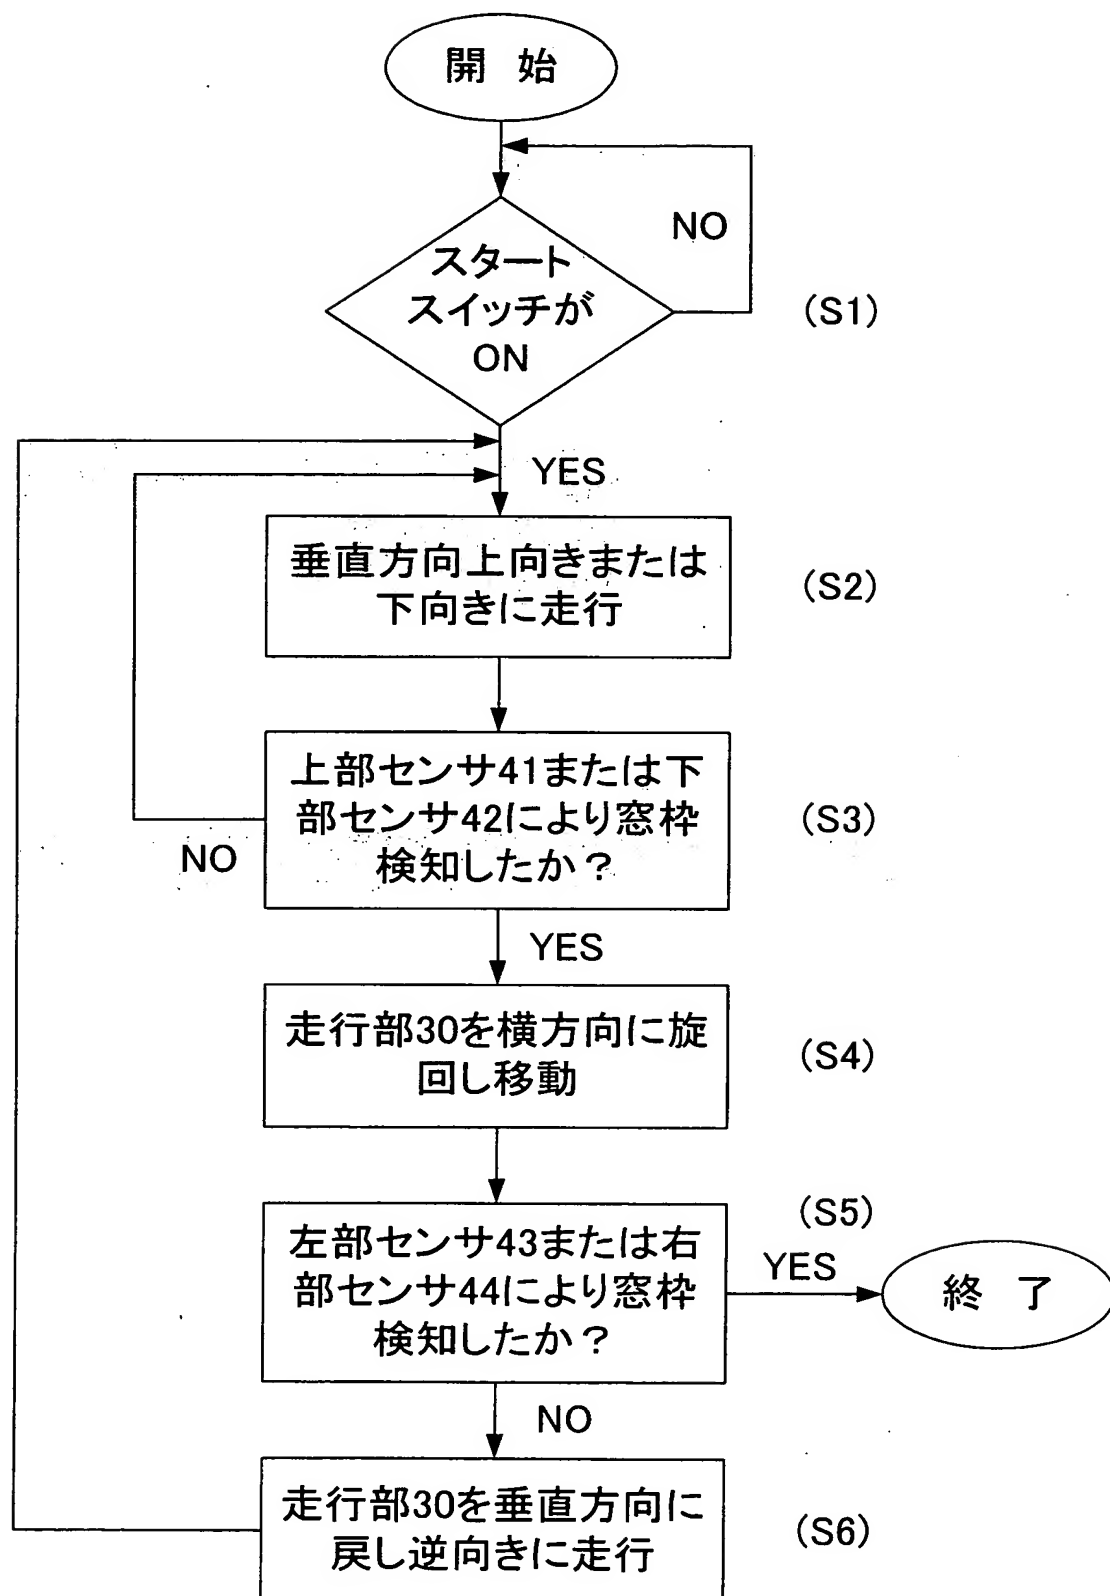 開 始
NO
スタート
スイッチが
ON
(S1)
YES
垂直方向上向きまたは
下向きに走行
(S2)
上部センサ41または下
部センサ42により窓枠
検知したか？
(S3)
NO
YES
走行部30を横方向に旋
回し移動
(S4)
左部センサ43または右
部センサ44により窓枠
検知したか？
(S5)
YES
終 了
NO
走行部30を垂直方向に
戻し逆向きに走行
(S6)